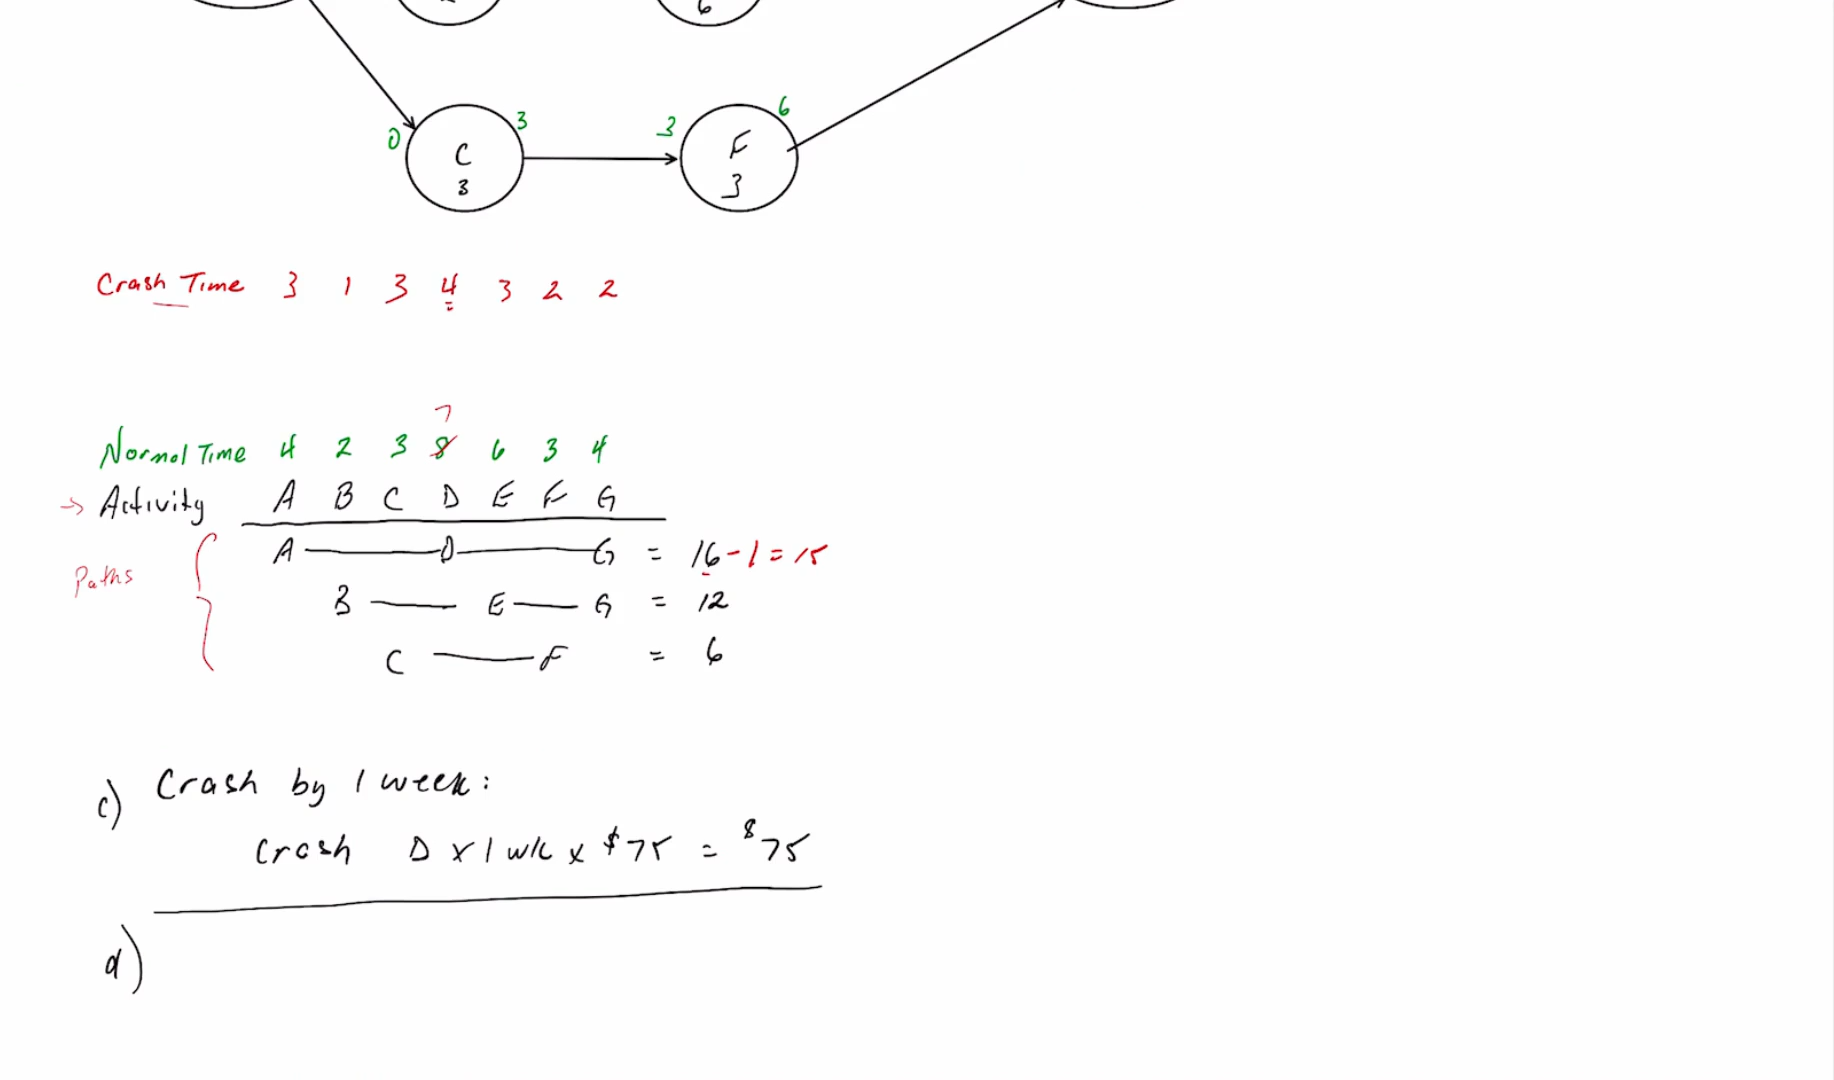 6
0 3 3 6
C F
3 3
Crash Time 3 1 3 4 3 2 2
7
Normal Time 4 2 3 8 6 3 4
→ Activity A B C D E F G
A D G = 16 - 1 = 15
Paths
B E G = 12
C F = 6
c) Crash by 1 week:
Crash D x 1 wk x $75 = $75
d)